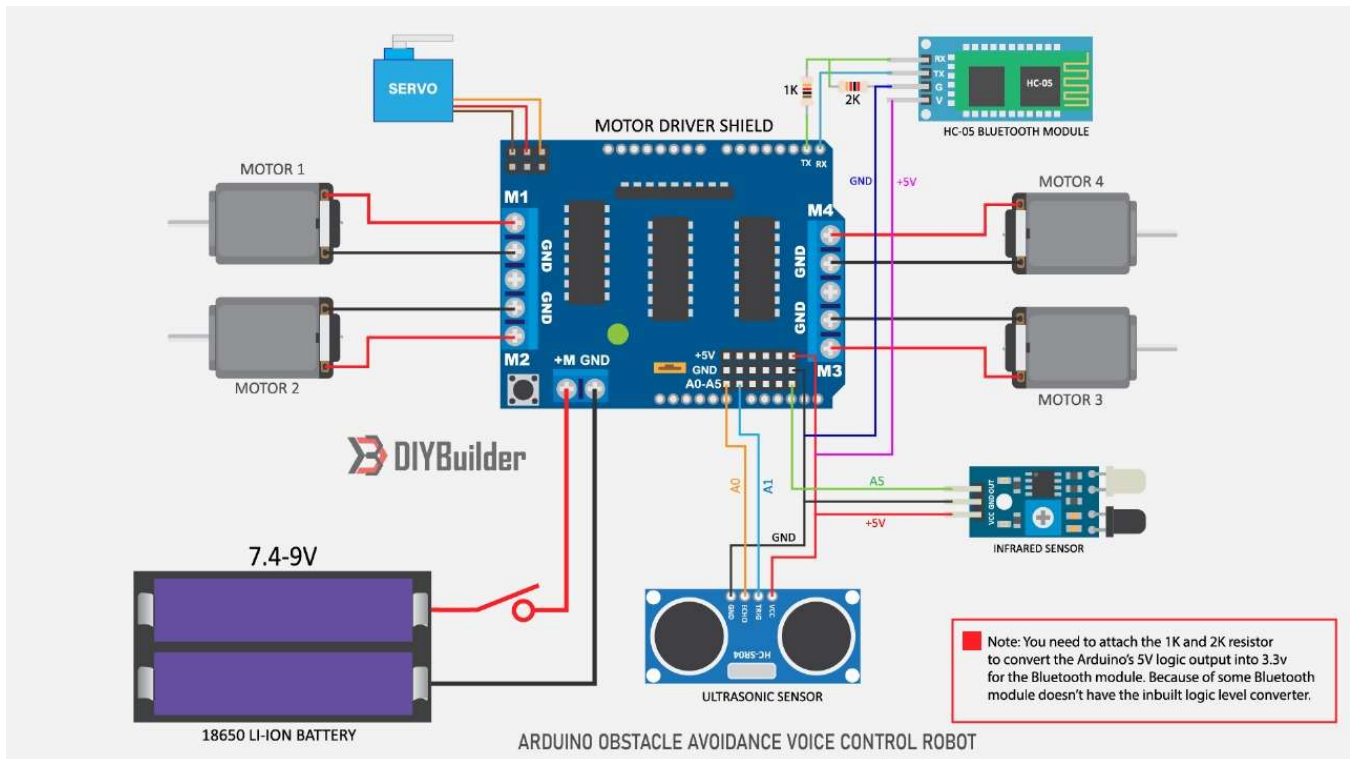 SERVO
1K
2K
RX
TX
G
V
HC-05
HC-05 BLUETOOTH MODULE
MOTOR DRIVER SHIELD
TX RX
MOTOR 1
M1
GND
GND
M2
MOTOR 2
GND
+5V
MOTOR 4
M4
GND
GND
M3
MOTOR 3
+M GND
+5V
GND
A0-A5
DIYBuilder
A0
A1
A5
GND
+5V
VCC GND OUT
INFRARED SENSOR
7.4-9V
18650 LI-ION BATTERY
GND
ECHO
TRIG
VCC
HC-SR04
ULTRASONIC SENSOR
Note: You need to attach the 1K and 2K resistor
to convert the Arduino's 5V logic output into 3.3v
for the Bluetooth module. Because of some Bluetooth
module doesn't have the inbuilt logic level converter.
ARDUINO OBSTACLE AVOIDANCE VOICE CONTROL ROBOT